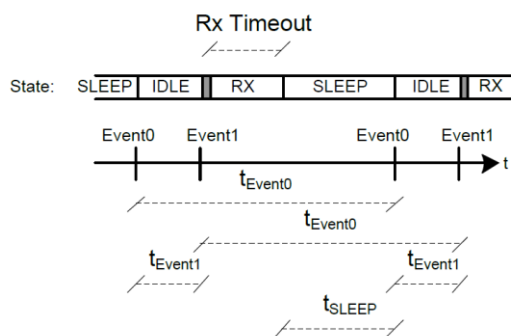 Rx Timeout
State: SLEEP IDLE RX SLEEP IDLE RX
Event0 Event1 Event0 Event1
t
tEvent0
tEvent0
tEvent1 tEvent1
tSLEEP